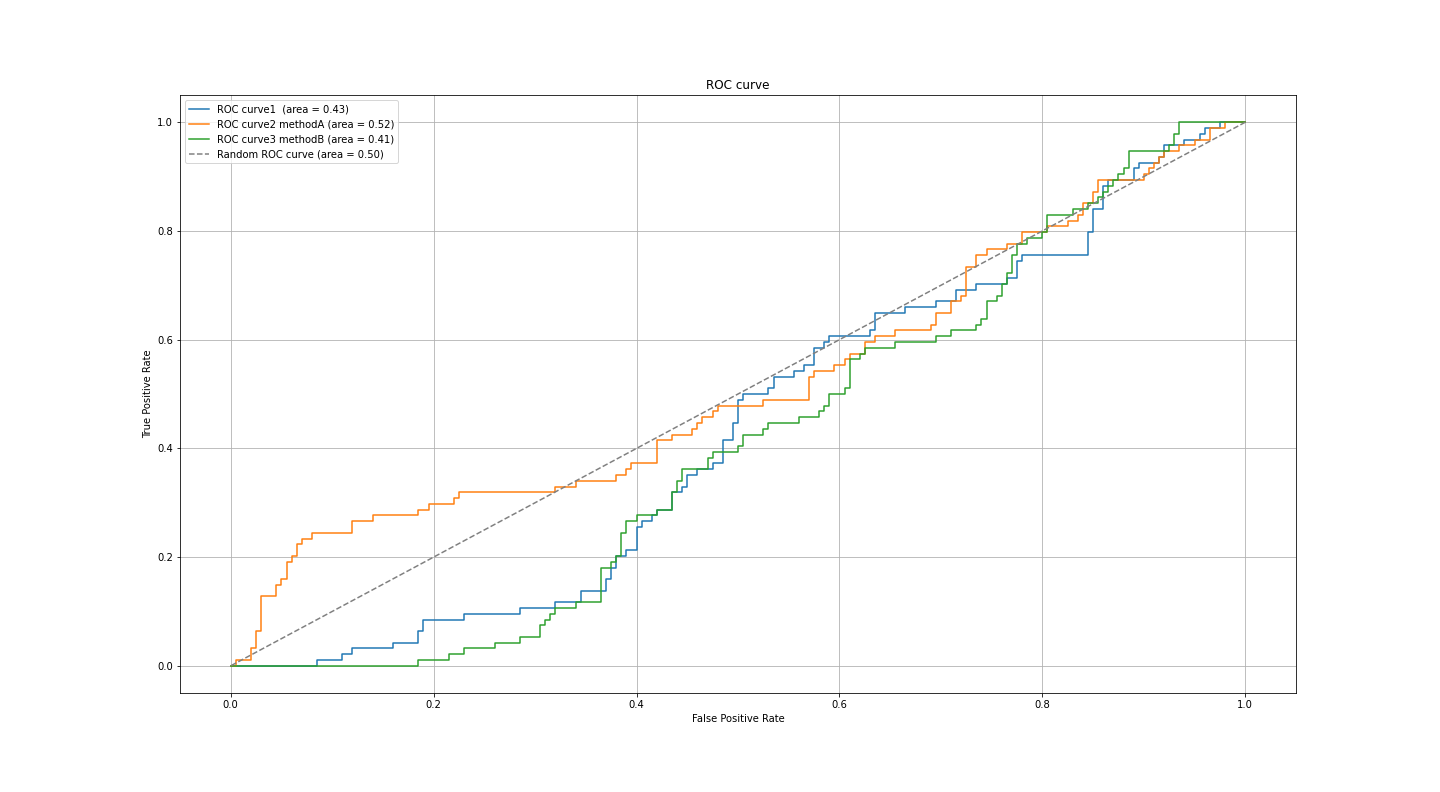 ROC curve
ROC curve1  (area = 0.43)
ROC curve2 methodA (area = 0.52)
ROC curve3 methodB (area = 0.41)
Random ROC curve (area = 0.50)
1.0
0.8
0.6
0.4
0.2
0.0
True Positive Rate
0.0 0.2 0.4 0.6 0.8 1.0
False Positive Rate